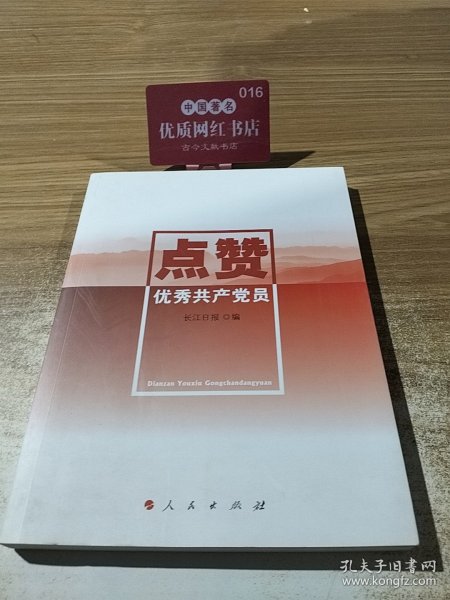 016
中国著名
优质网红书店
古今文献书店
点赞
优秀共产党员
长江日报 ◎编
Dianzan Youxiu Gongchandangyuan
人民出版社
孔夫子旧书网
www.kongfz.com